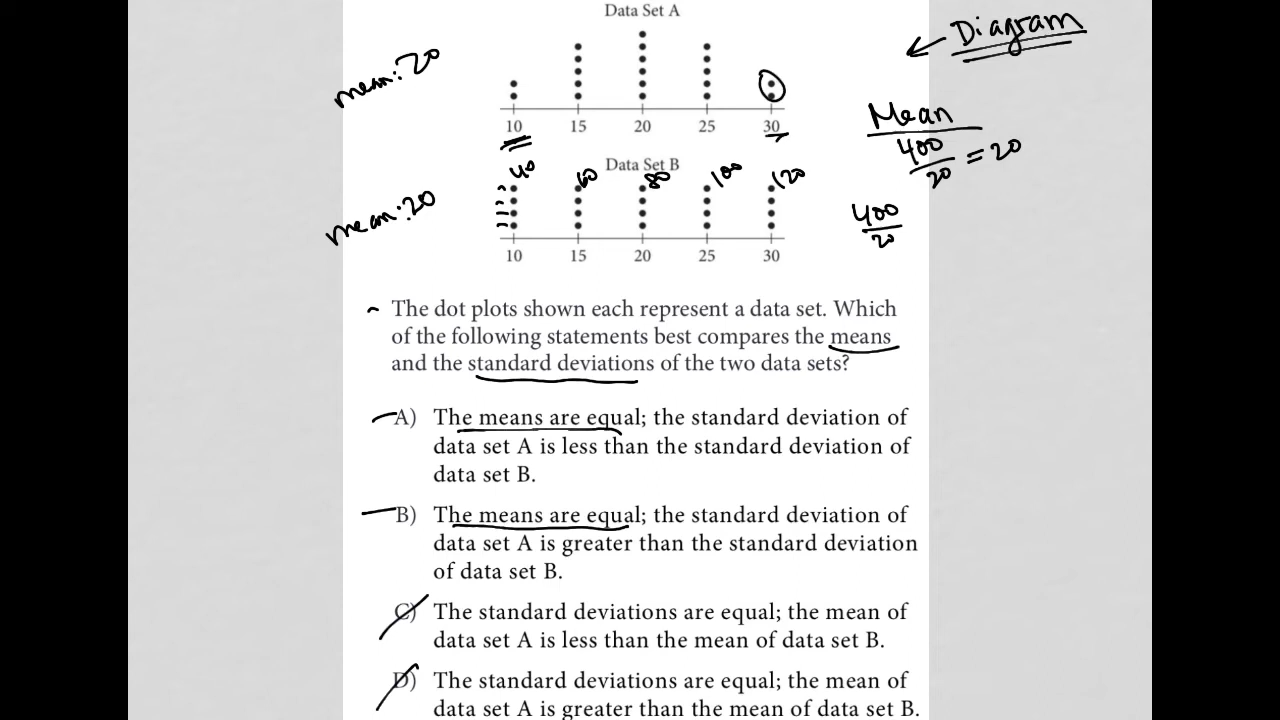 Data Set A
Diagram
mean: 20
Mean
10 15 20 25 30
400
20
= 20
Data Set B
40 60 80 100 120
mean: 20
400
20
10 15 20 25 30
The dot plots shown each represent a data set. Which
of the following statements best compares the means
and the standard deviations of the two data sets?
A) The means are equal; the standard deviation of
data set A is less than the standard deviation of
data set B.
B) The means are equal; the standard deviation of
data set A is greater than the standard deviation
of data set B.
C) The standard deviations are equal; the mean of
data set A is less than the mean of data set B.
D) The standard deviations are equal; the mean of
data set A is greater than the mean of data set B.